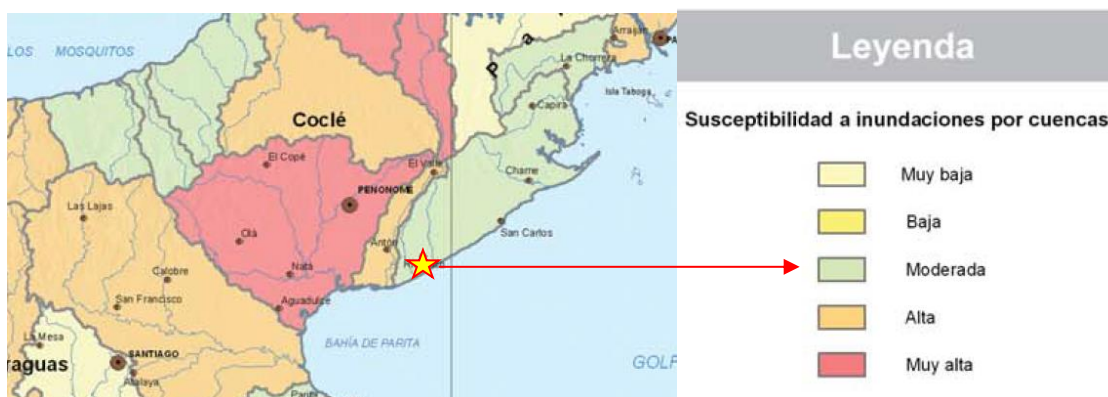 LOS MOSQUITOS
P a
Arraiján
La Chorrera
Isla Taboga
Capira
Coclé
El Copé
El Valle
Charre
PENONOME
Las Lajas
San Carlos
Olá
Antón
Calobre
Natá
San Francisco
Aguadulce
La Mesa
BAHÍA DE PARITA
SANTIAGO
GOLF
raguas
Atalaya
Leyenda
Susceptibilidad a inundaciones por cuencas
Muy baja
Baja
Moderada
Alta
Muy alta